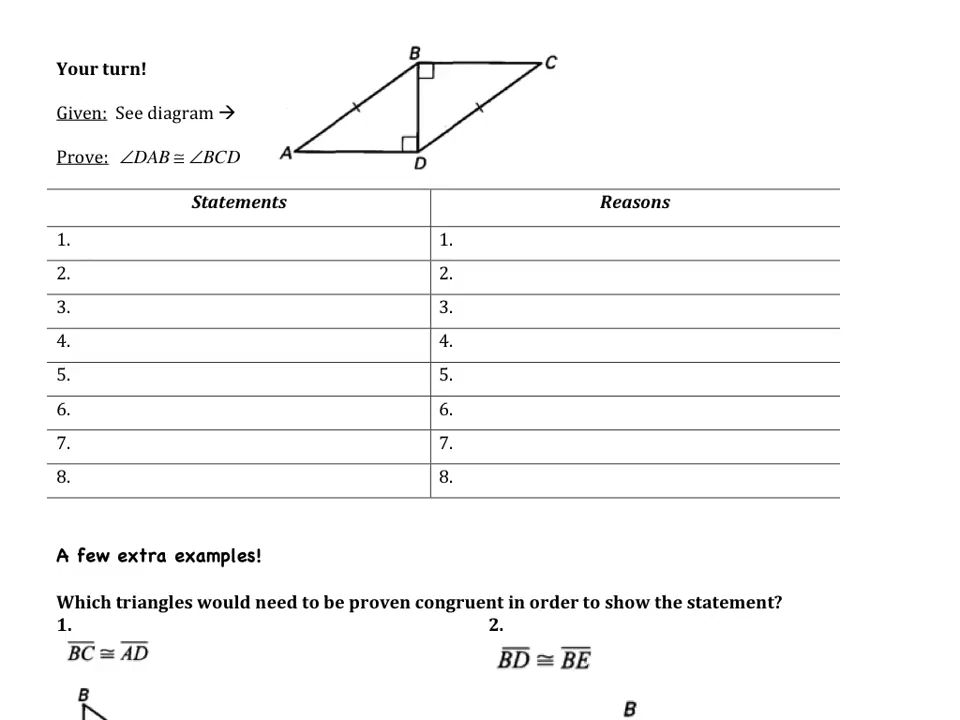 B
C
Your turn!
Given: See diagram →
A
D
Prove: ∠DAB ≅ ∠BCD
Statements Reasons
1. 1.
2. 2.
3. 3.
4. 4.
5. 5.
6. 6.
7. 7.
8. 8.
A few extra examples!
Which triangles would need to be proven congruent in order to show the statement?
1. 2.
BC ≅ AD BD ≅ BE
B B